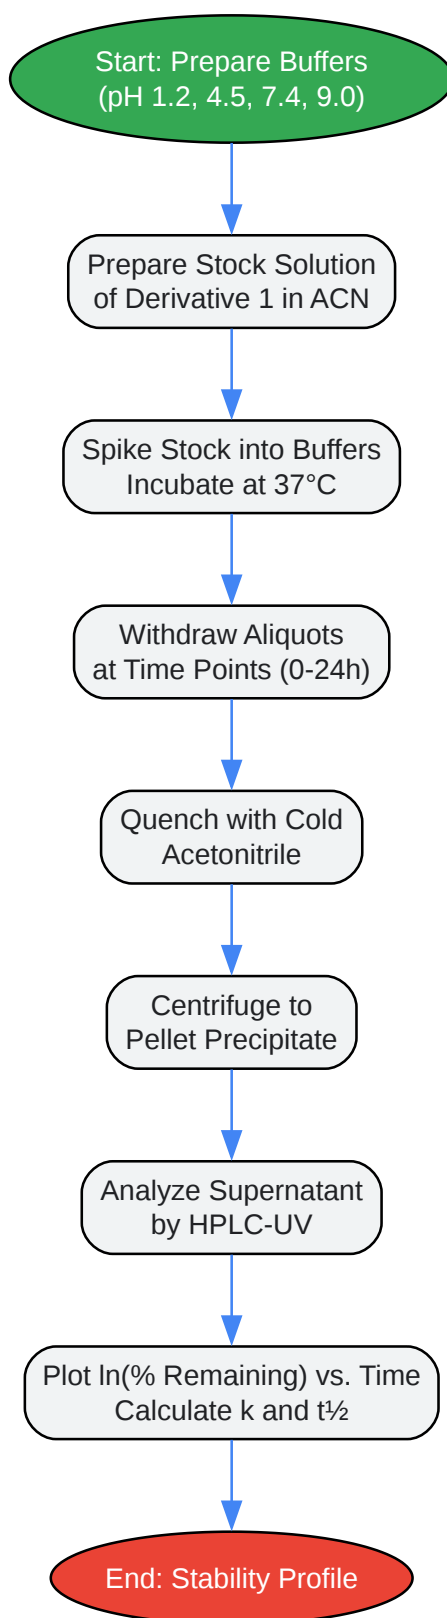 Start: Prepare Buffers
(pH 1.2, 4.5, 7.4, 9.0)
Prepare Stock Solution
of Derivative 1 in ACN
Spike Stock into Buffers
Incubate at 37°C
Withdraw Aliquots
at Time Points (0-24h)
Quench with Cold
Acetonitrile
Centrifuge to
Pellet Precipitate
Analyze Supernatant
by HPLC-UV
Plot ln(% Remaining) vs. Time
Calculate k and t½
End: Stability Profile